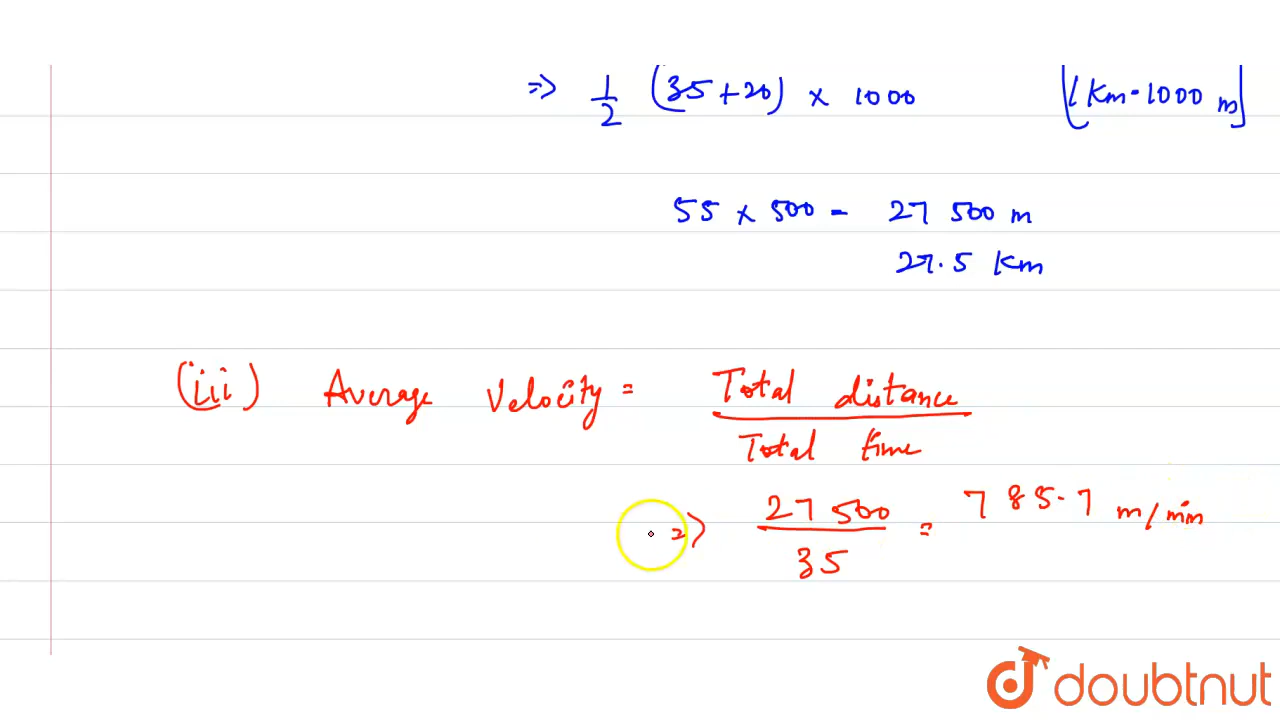 => 1/2 (35+20) x 1000 [1 Km = 1000 m]
55 x 500 = 27 500 m
27.5 Km
(iii) Average Velocity = Total distance / Total time
=> 27 500 / 35 = 785.7 m/min
doubtnut